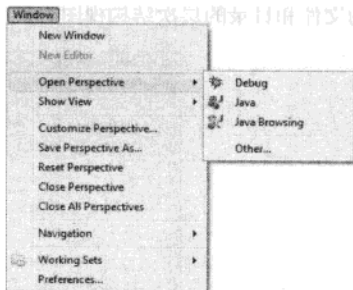 Window
New Window
New Editor
Open Perspective
Show View
Customize Perspective...
Save Perspective As...
Reset Perspective
Close Perspective
Close All Perspectives
Navigation
Working Sets
Preferences...
Debug
Java
Java Browsing
Other...